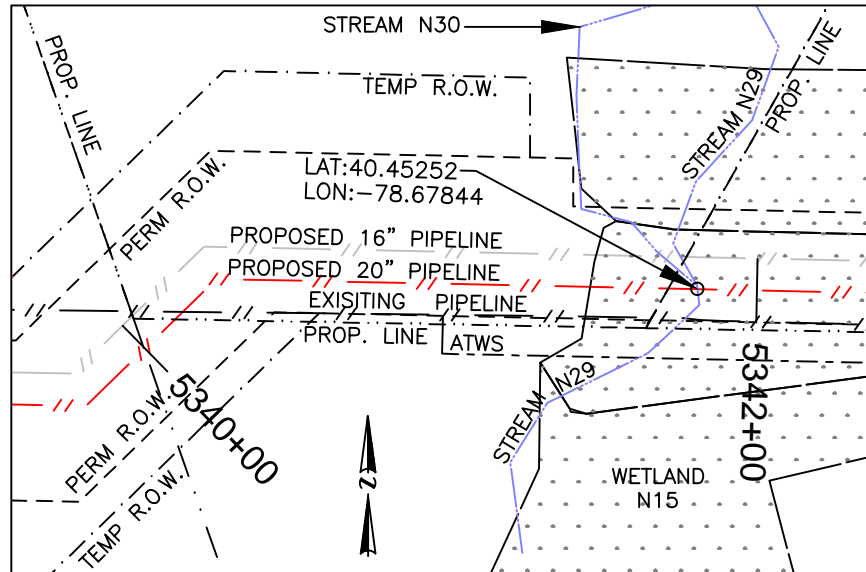 STREAM N30
PROP. LINE
TEMP R.O.W.
STREAM N29
PROP. LINE
PERM R.O.W.
LAT:40.45252
LON:-78.67844
PROPOSED 16" PIPELINE
PROPOSED 20" PIPELINE
EXISITING PIPELINE
PROP. LINE
ATWS
5340+00
5342+00
PERM R.O.W.
TEMP R.O.W.
STREAM N29
WETLAND
N15
N